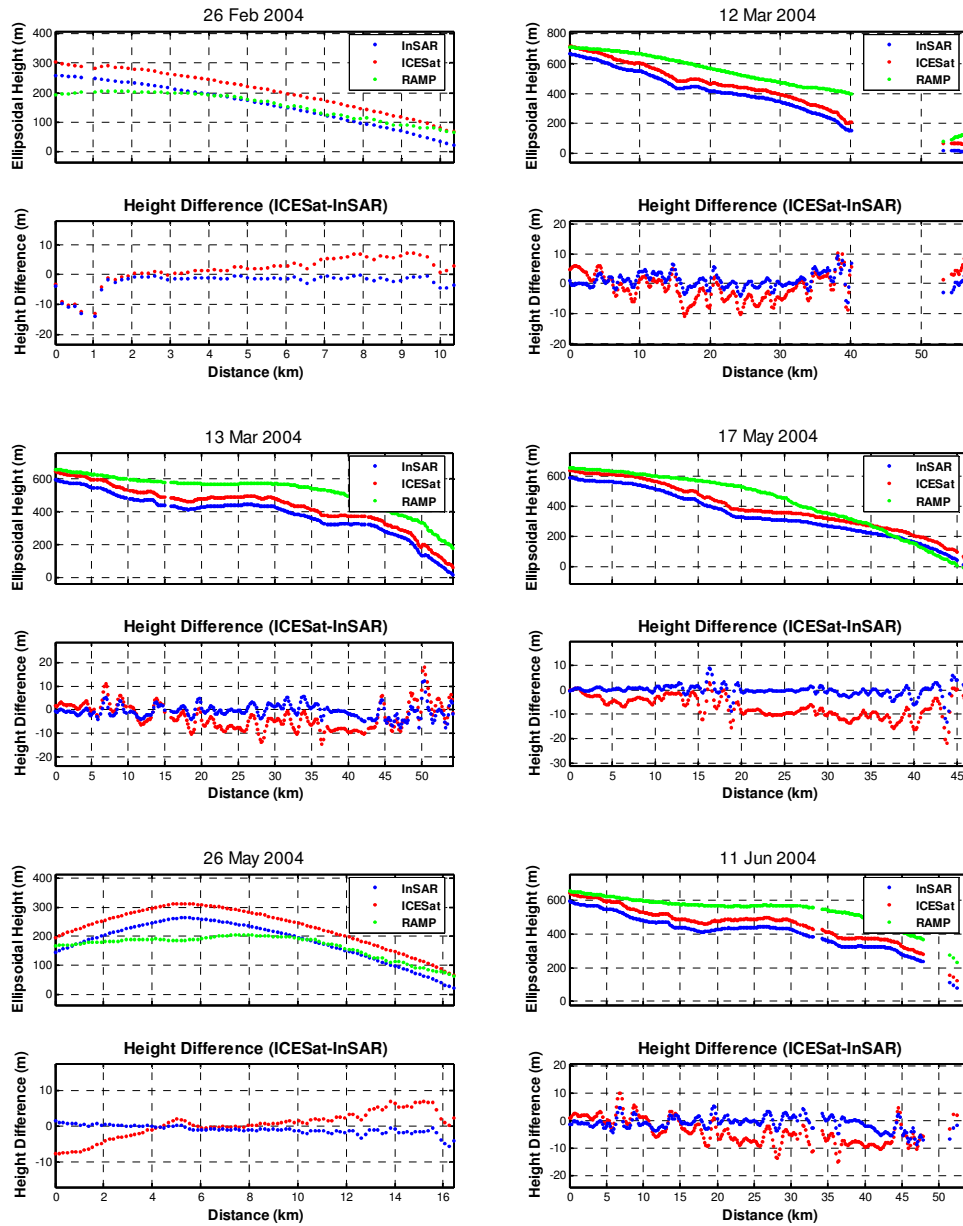 26 Feb 2004
Ellipsoidal Height (m)
400
300
200
100
0
InSAR
ICESat
RAMP
Height Difference (ICESat-InSAR)
Height Difference (m)
10
0
-10
-20
0 1 2 3 4 5 6 7 8 9 10
Distance (km)
12 Mar 2004
Ellipsoidal Height (m)
800
600
400
200
0
InSAR
ICESat
RAMP
Height Difference (ICESat-InSAR)
Height Difference (m)
20
10
0
-10
-20
0 10 20 30 40 50
Distance (km)
13 Mar 2004
Ellipsoidal Height (m)
600
400
200
0
InSAR
ICESat
RAMP
Height Difference (ICESat-InSAR)
Height Difference (m)
20
10
0
-10
-20
0 5 10 15 20 25 30 35 40 45 50
Distance (km)
17 May 2004
Ellipsoidal Height (m)
600
400
200
0
InSAR
ICESat
RAMP
Height Difference (ICESat-InSAR)
Height Difference (m)
10
0
-10
-20
-30
0 5 10 15 20 25 30 35 40 45
Distance (km)
26 May 2004
Ellipsoidal Height (m)
400
300
200
100
0
InSAR
ICESat
RAMP
Height Difference (ICESat-InSAR)
Height Difference (m)
10
0
-10
0 2 4 6 8 10 12 14 16
Distance (km)
11 Jun 2004
Ellipsoidal Height (m)
600
400
200
0
InSAR
ICESat
RAMP
Height Difference (ICESat-InSAR)
Height Difference (m)
20
10
0
-10
-20
0 5 10 15 20 25 30 35 40 45 50
Distance (km)